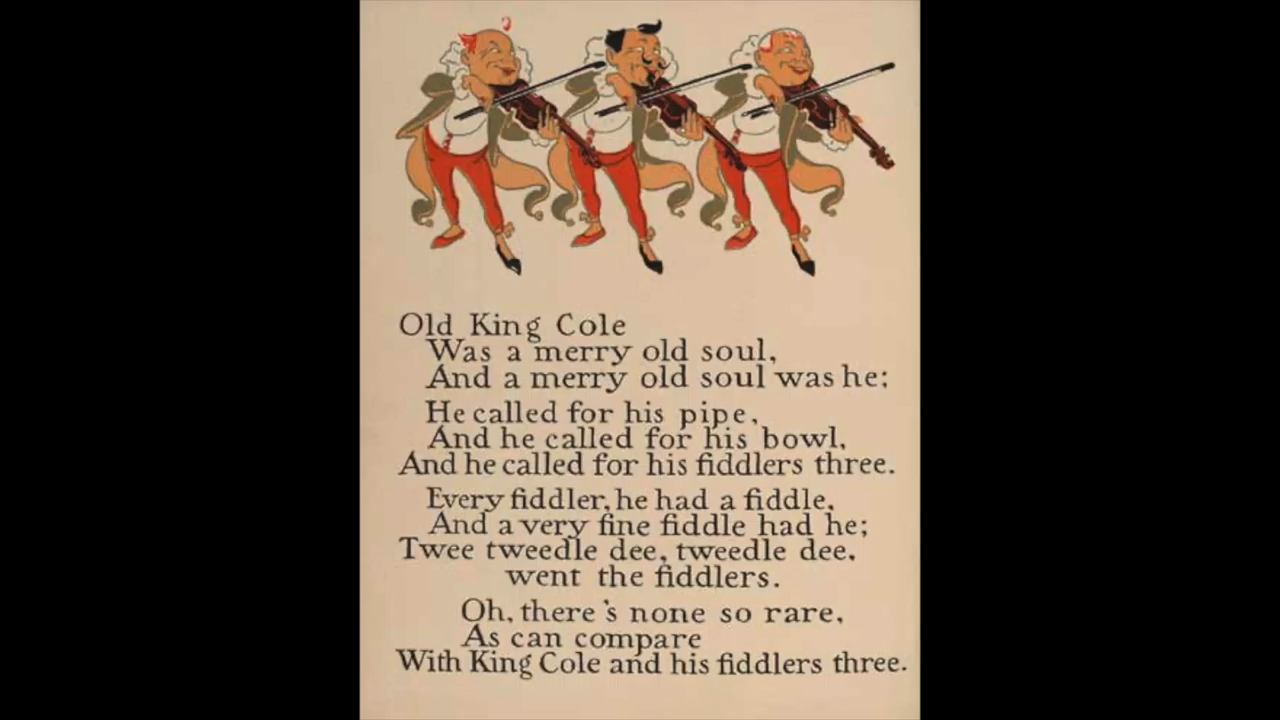 Old King Cole
Was a merry old soul,
And a merry old soul was he;
He called for his pipe,
And he called for his bowl,
And he called for his fiddlers three.
Every fiddler, he had a fiddle,
And a very fine fiddle had he;
Twee tweedle dee, tweedle dee,
went the fiddlers.
Oh, there's none so rare,
As can compare
With King Cole and his fiddlers three.